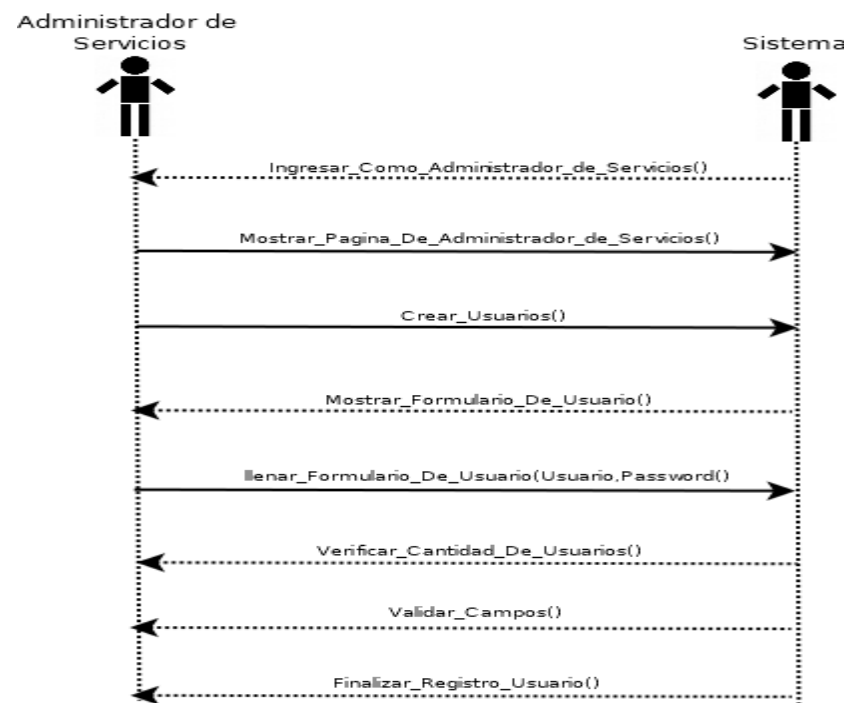 Administrador de
Servicios
Sistema
Ingresar_Como_Administrador_de_Servicios()
Mostrar_Pagina_De_Administrador_de_Servicios()
Crear_Usuarios()
Mostrar_Formulario_De_Usuario()
llenar_Formulario_De_Usuario(Usuario,Password()
Verificar_Cantidad_De_Usuarios()
Validar_Campos()
Finalizar_Registro_Usuario()